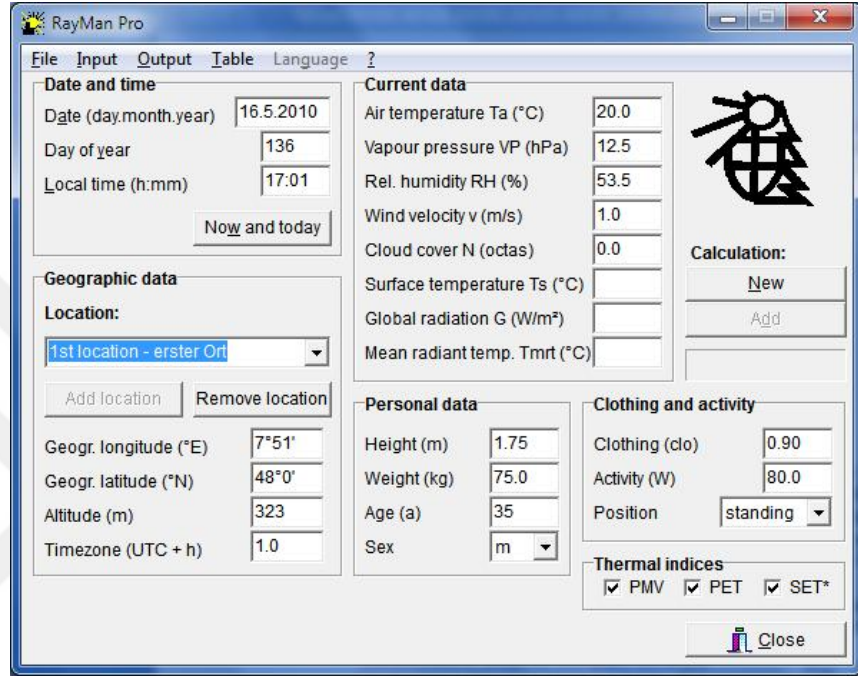 RayMan Pro
File Input Output Table Language ?
Date and time
Date (day.month.year) 16.5.2010
Day of year 136
Local time (h:mm) 17:01
Now and today
Geographic data
Location:
1st location - erster Ort
Add location Remove location
Geogr. longitude (°E) 7°51'
Geogr. latitude (°N) 48°0'
Altitude (m) 323
Timezone (UTC + h) 1.0
Current data
Air temperature Ta (°C) 20.0
Vapour pressure VP (hPa) 12.5
Rel. humidity RH (%) 53.5
Wind velocity v (m/s) 1.0
Cloud cover N (octas) 0.0
Surface temperature Ts (°C)
Global radiation G (W/m²)
Mean radiant temp. Tmrt (°C)
Calculation:
New
Add
Personal data
Height (m) 1.75
Weight (kg) 75.0
Age (a) 35
Sex m
Clothing and activity
Clothing (clo) 0.90
Activity (W) 80.0
Position standing
Thermal indices
PMV PET SET*
Close